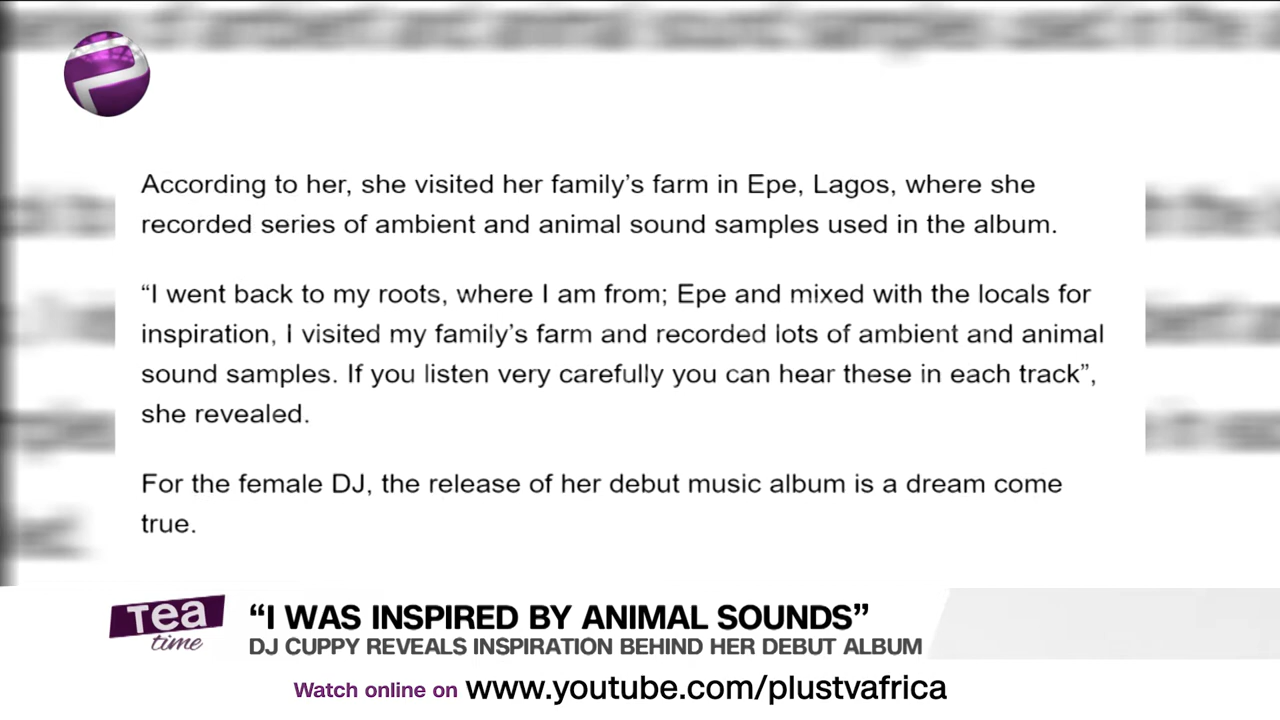 According to her, she visited her family’s farm in Epe, Lagos, where she
recorded series of ambient and animal sound samples used in the album.
“I went back to my roots, where I am from; Epe and mixed with the locals for
inspiration, I visited my family’s farm and recorded lots of ambient and animal
sound samples. If you listen very carefully you can hear these in each track”,
she revealed.
For the female DJ, the release of her debut music album is a dream come
true.
Tea
time
“I WAS INSPIRED BY ANIMAL SOUNDS”
DJ CUPPY REVEALS INSPIRATION BEHIND HER DEBUT ALBUM
Watch online on www.youtube.com/plustvafrica